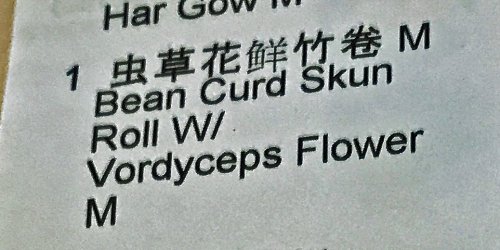 Har Gow M
1 虫草花鲜竹卷 M
Bean Curd Skun
Roll W/
Vordyceps Flower
M